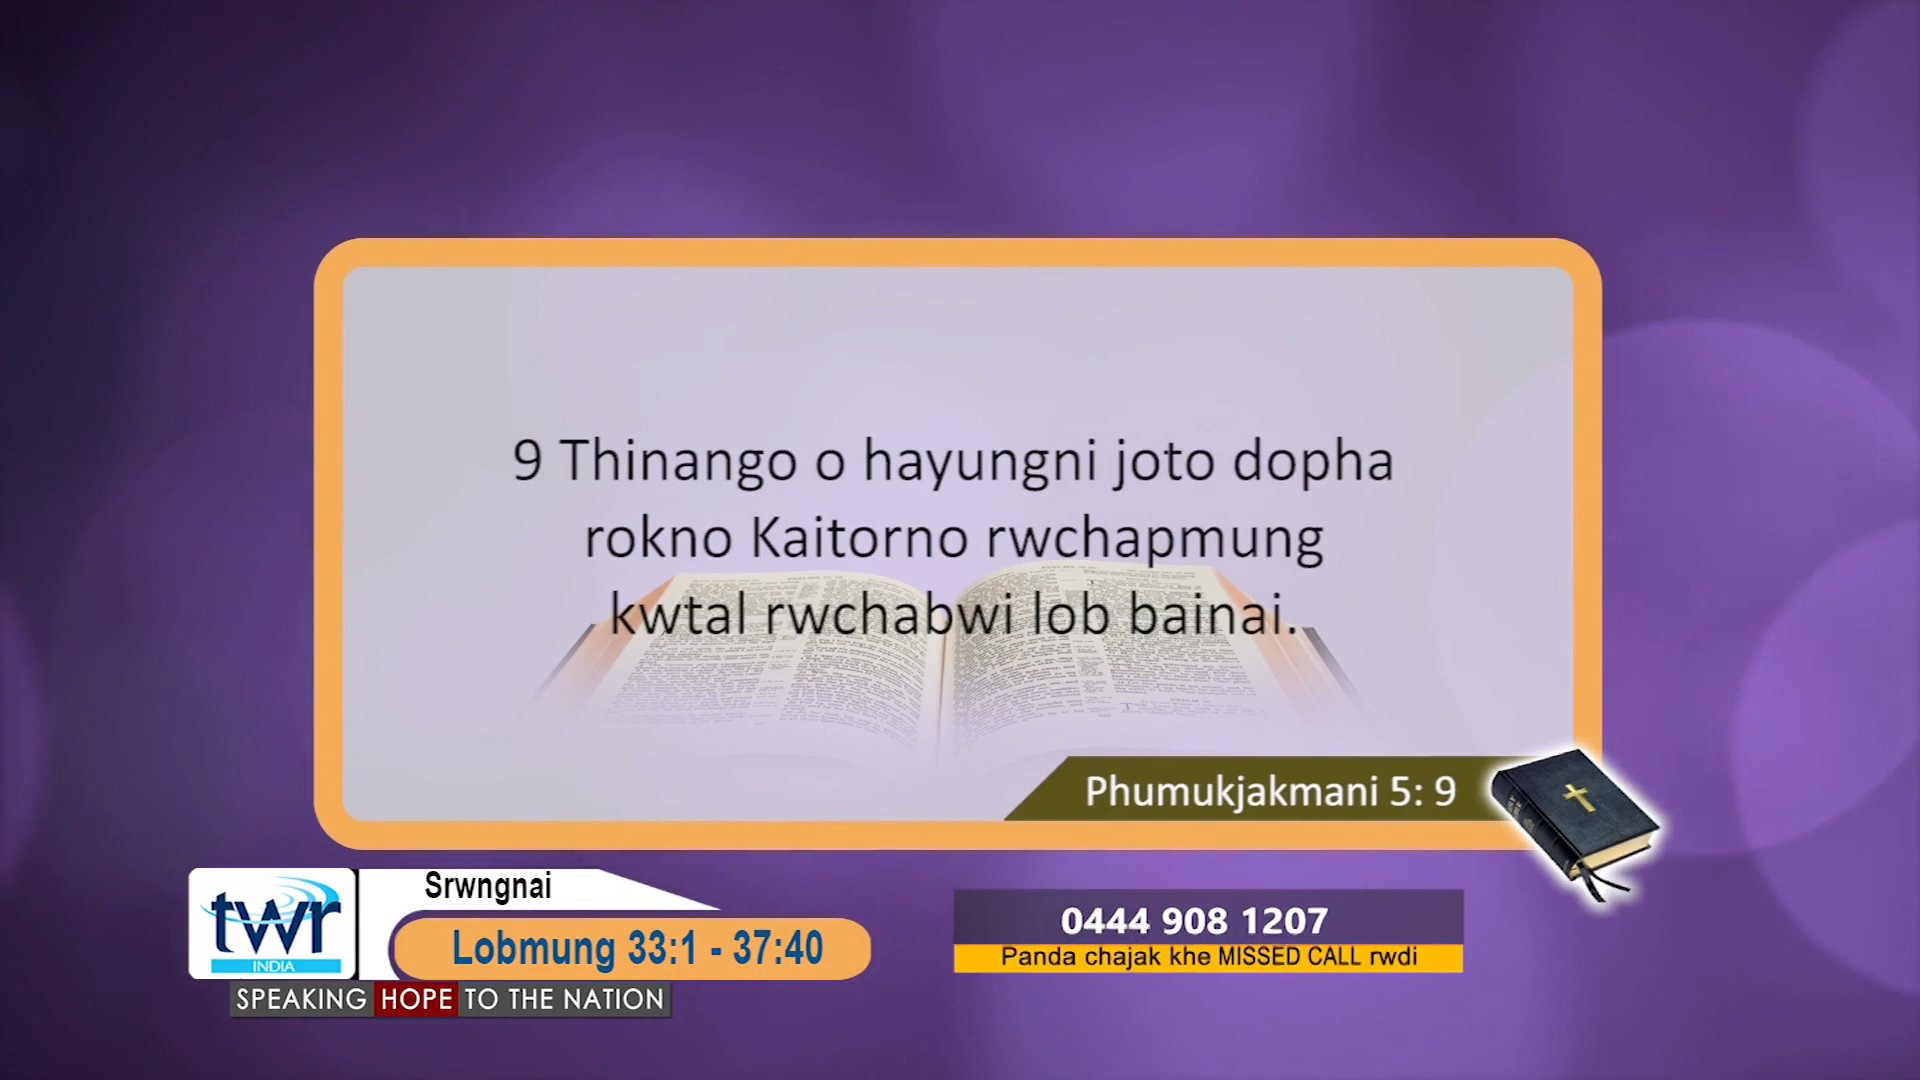 9 Thinango o hayungni joto dopha
rokno Kaitorno rwchapmung
kwtal rwchabwi lob bainai.
Phumukjakmani 5: 9
twr
INDIA
Srwngnai
Lobmung 33:1 - 37:40
SPEAKING HOPE TO THE NATION
0444 908 1207
Panda chajak khe MISSED CALL rwdi